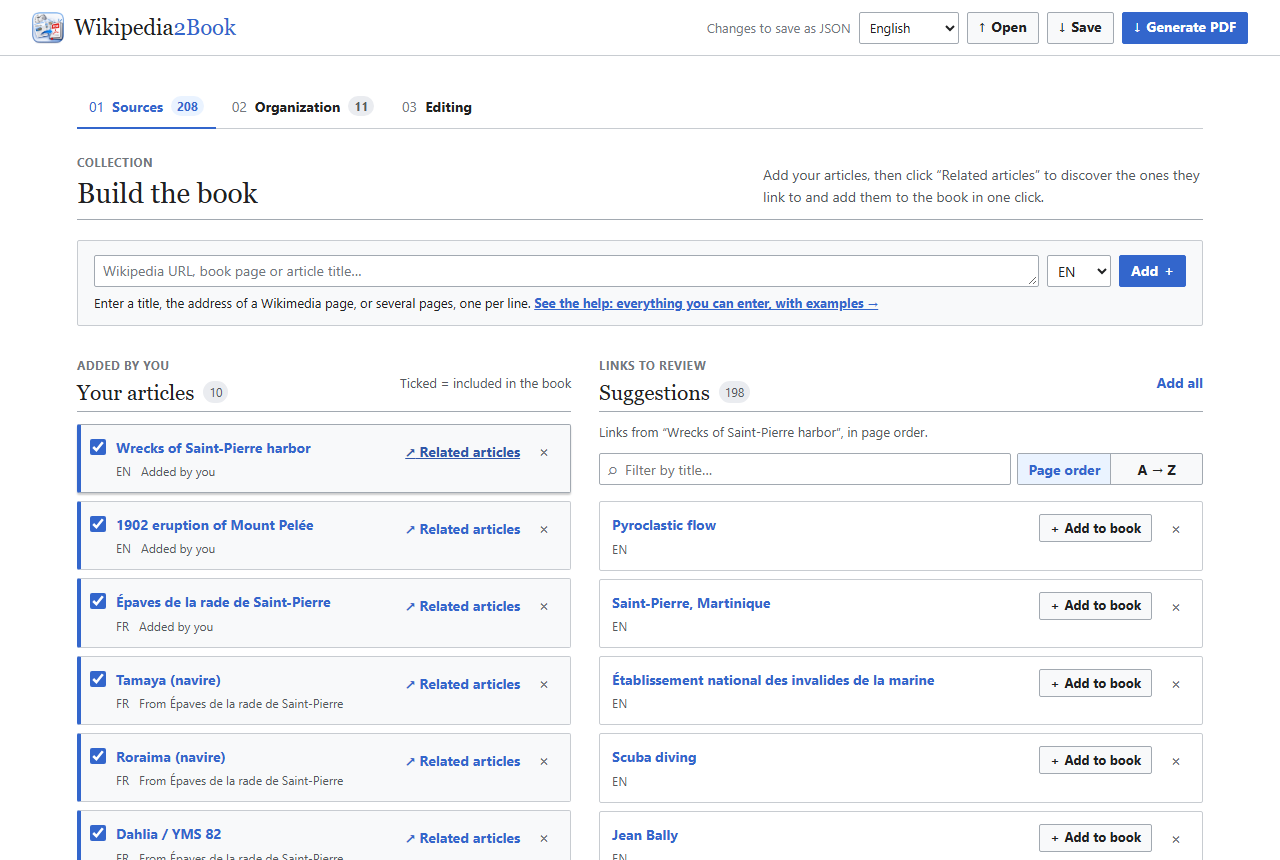 Wikipedia2Book
Changes to save as JSON
English
↑ Open
↓ Save
↓ Generate PDF
01 Sources 208
02 Organization 11
03 Editing
COLLECTION
Build the book
Add your articles, then click “Related articles” to discover the ones they
link to and add them to the book in one click.
Wikipedia URL, book page or article title...
EN
Add +
Enter a title, the address of a Wikimedia page, or several pages, one per line. See the help: everything you can enter, with examples →
ADDED BY YOU
Your articles 10
Ticked = included in the book
Wrecks of Saint-Pierre harbor
EN Added by you
↗ Related articles ×
1902 eruption of Mount Pelée
EN Added by you
↗ Related articles ×
Épaves de la rade de Saint-Pierre
FR Added by you
↗ Related articles ×
Tamaya (navire)
FR From Épaves de la rade de Saint-Pierre
↗ Related articles ×
Roraima (navire)
FR From Épaves de la rade de Saint-Pierre
↗ Related articles ×
Dahlia / YMS 82
FR From Épaves de la rade de Saint-Pierre
↗ Related articles ×
LINKS TO REVIEW
Suggestions 198
Add all
Links from “Wrecks of Saint-Pierre harbor”, in page order.
Filter by title...
Page order
A → Z
Pyroclastic flow
EN
+ Add to book ×
Saint-Pierre, Martinique
EN
+ Add to book ×
Établissement national des invalides de la marine
EN
+ Add to book ×
Scuba diving
EN
+ Add to book ×
Jean Bally
EN
+ Add to book ×